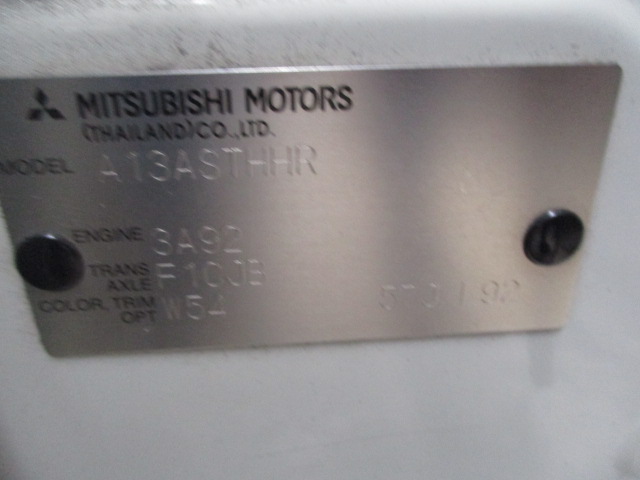 MITSUBISHI MOTORS
(THAILAND)CO.,LTD.
MODEL A13ASTHHR
ENGINE 3A92
TRANS AXLE F1CJB
COLOR, TRIM OPT W54